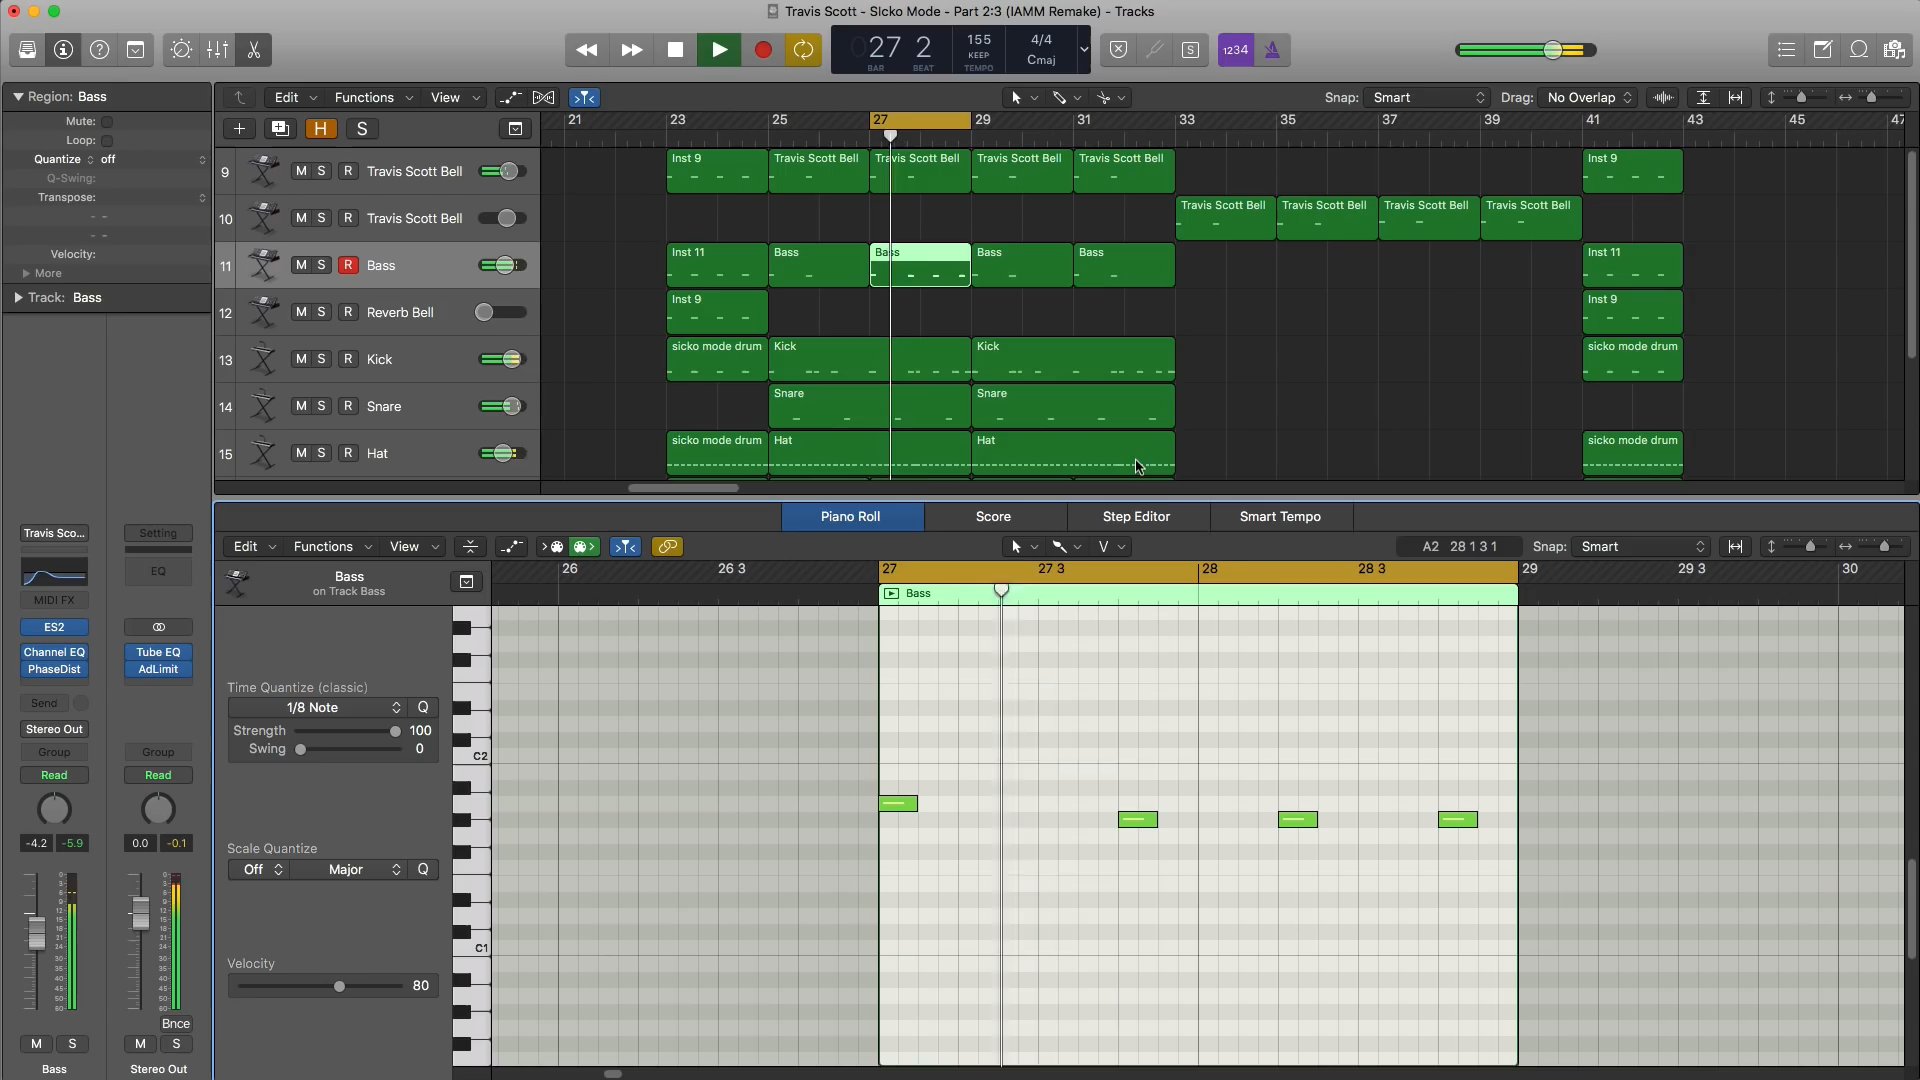 Travis Scott - SIcko Mode - Part 2:3 (IAMM Remake) - Tracks
27 2 155 4/4
KEEP Cmaj
BAR BEAT TEMPO
S 1234
Region: Bass
Edit Functions View Snap: Smart Drag: No Overlap
Mute:
Loop:
Quantize off
Q-Swing:
Transpose:
- -
- -
Velocity:
More
Track: Bass
H S 21 23 25 27 29 31 33 35 37 39 41 43 45 47
9 M S R Travis Scott Bell Inst 9 Travis Scott Bell Travis Scott Bell Travis Scott Bell Travis Scott Bell Inst 9
10 M S R Travis Scott Bell Travis Scott Bell Travis Scott Bell Travis Scott Bell Travis Scott Bell
11 M S R Bass Inst 11 Bass Bass Bass Bass Inst 11
12 M S R Reverb Bell Inst 9 Inst 9
13 M S R Kick sicko mode drum Kick Kick sicko mode drum
14 M S R Snare Snare Snare
15 M S R Hat sicko mode drum Hat Hat sicko mode drum
Piano Roll Score Step Editor Smart Tempo
Edit Functions View A2 28 1 3 1 Snap: Smart
26 26 3 27 27 3 28 28 3 29 29 3 30
Bass
on Track Bass
Bass
Time Quantize (classic)
1/8 Note Q
Strength 100
Swing 0
Scale Quantize
Off Major Q
Velocity
80
C2
C1
Travis Sco... Setting
EQ
MIDI FX
ES2
Channel EQ Tube EQ
PhaseDist AdLimit
Send
Stereo Out
Group Group
Read Read
-4.2 -5.9 0.0 -0.1
Bnce
M S M S
Bass Stereo Out